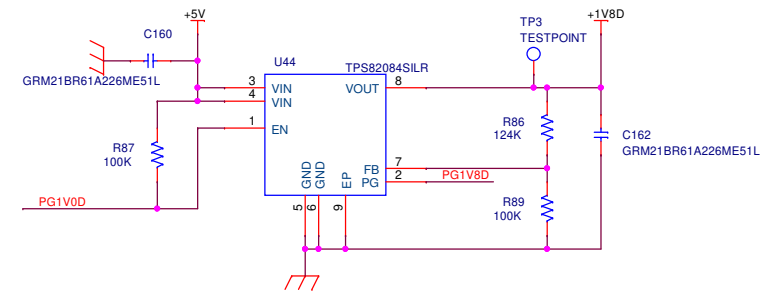 +5V
TP3
+1V8D
C160
TESTPOINT
U44
TPS82084SILR
GRM21BR61A226ME51L
3
VIN
VOUT
8
4
VIN
1
EN
R86
124K
C162
GRM21BR61A226ME51L
R87
100K
7
FB
2
PG
PG1V8D
GND
GND
EP
5
6
9
R89
100K
PG1V0D